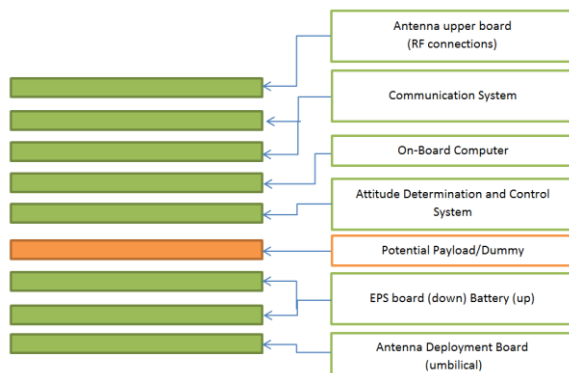 Antenna upper board
(RF connections)
Communication System
On-Board Computer
Attitude Determination and Control
System
Potential Payload/Dummy
EPS board (down) Battery (up)
Antenna Deployment Board
(umbilical)